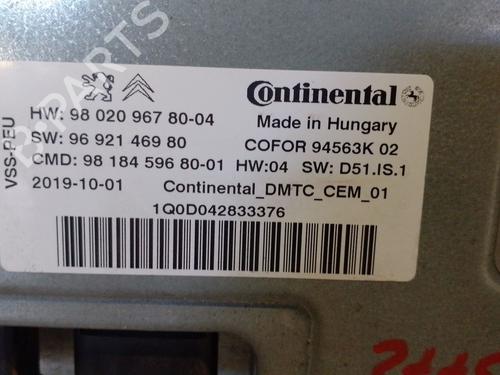 B-PARTS
Continental
VSS-PEU
HW: 98 020 967 80-04
Made in Hungary
SW: 96 921 469 80
COFOR 94563K 02
CMD: 98 184 596 80-01 HW:04 SW: D51.IS.1
2019-10-01 Continental_DMTC_CEM_01
1Q0D042833376